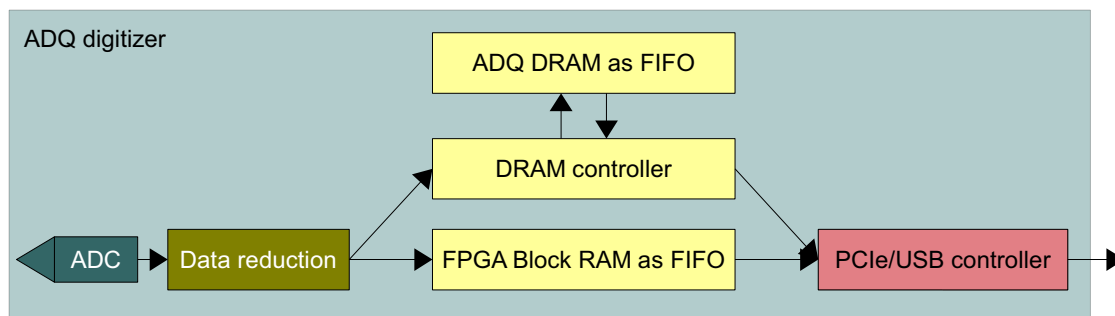 ADQ digitizer
ADQ DRAM as FIFO
DRAM controller
ADC
Data reduction
FPGA Block RAM as FIFO
PCIe/USB controller